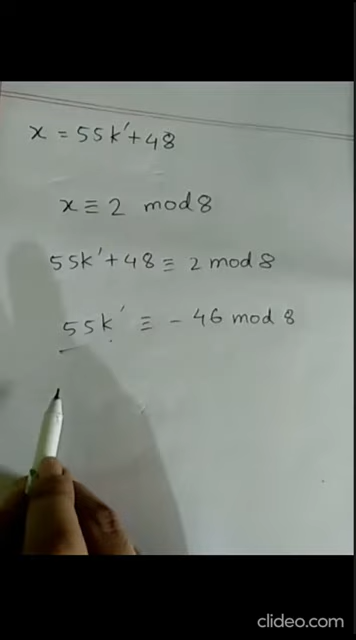 x = 55k' + 48
x ≡ 2 mod 8
55k' + 48 ≡ 2 mod 8
55k' ≡ - 46 mod 8
clideo.com